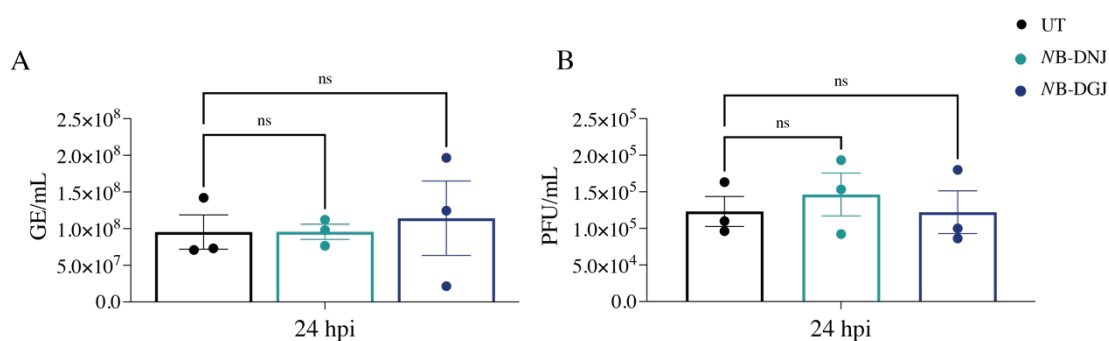 UT
NB-DNJ
NB-DGJ
A
ns
ns
GE/mL
2.5×10⁸
2.0×10⁸
1.5×10⁸
1.0×10⁸
5.0×10⁷
0.0
24 hpi
B
ns
ns
PFU/mL
2.5×10⁵
2.0×10⁵
1.5×10⁵
1.0×10⁵
5.0×10⁴
0.0
24 hpi